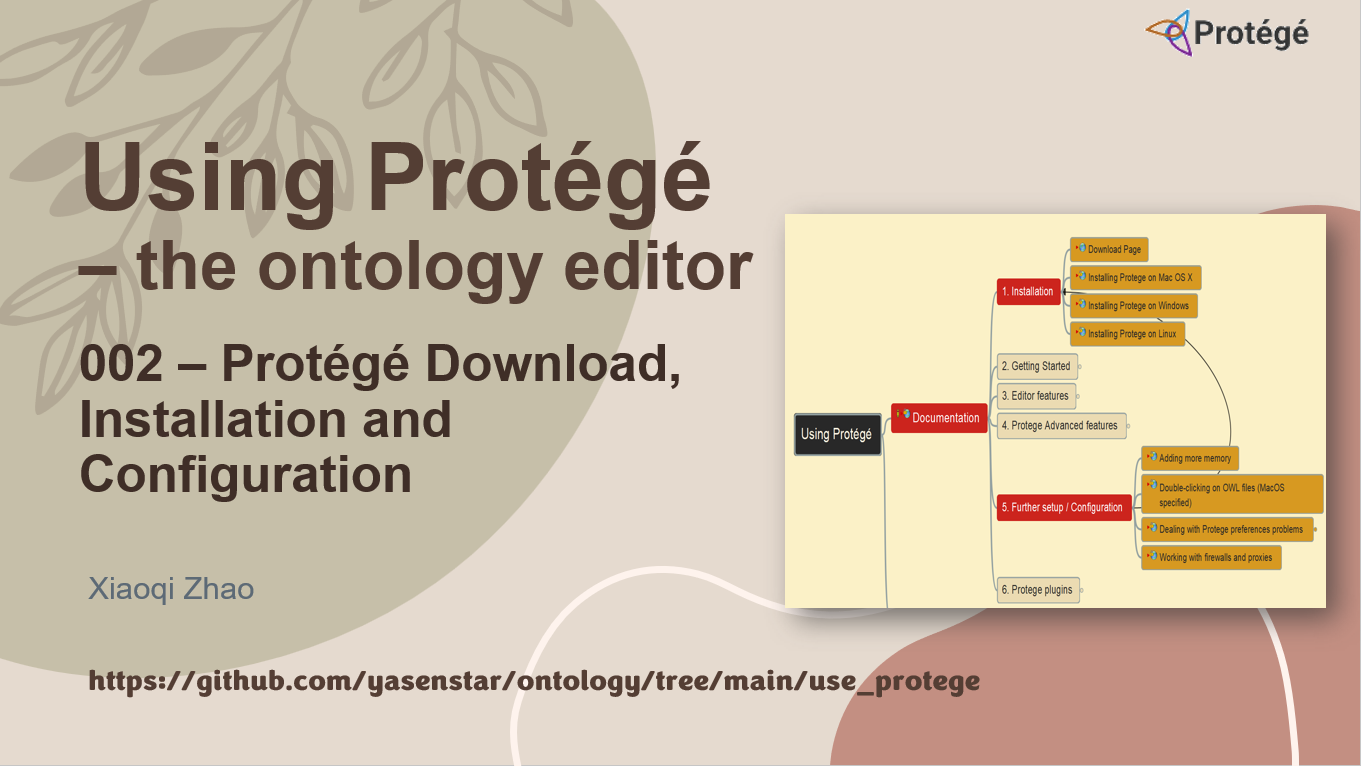 Protégé
Using Protégé
– the ontology editor
002 – Protégé Download,
Installation and
Configuration
Xiaoqi Zhao
https://github.com/yasenstar/ontology/tree/main/use_protege
Using Protégé
Documentation
1. Installation
Download Page
Installing Protege on Mac OS X
Installing Protege on Windows
Installing Protege on Linux
2. Getting Started
3. Editor features
4. Protege Advanced features
5. Further setup / Configuration
Adding more memory
Double-clicking on OWL files (MacOS
specified)
Dealing with Protege preferences problems
Working with firewalls and proxies
6. Protege plugins